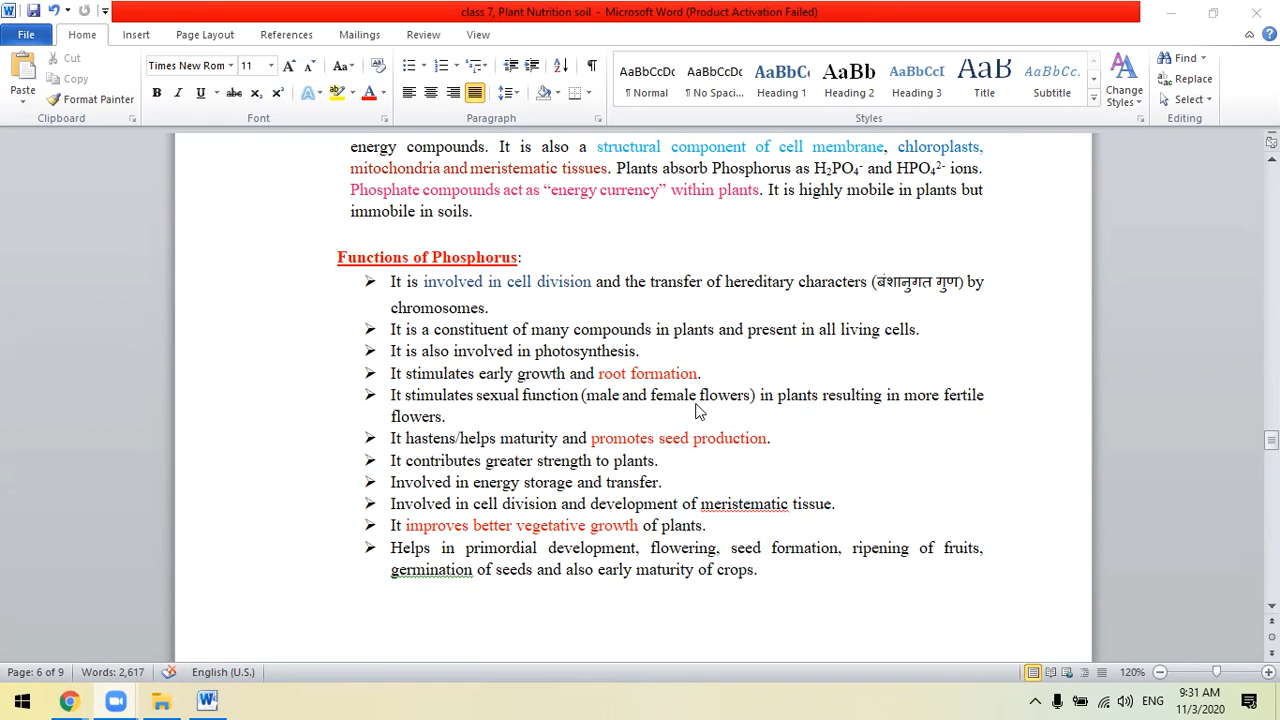 class 7, Plant Nutrition soil - Microsoft Word (Product Activation Failed)
File Home Insert Page Layout References Mailings Review View
Cut
Copy
Format Painter
Paste
Times New Rom 11
Aa
B I U abc X₂ X² A ab A
AaBbCcDc AaBbCcDc AaBbCc AaBbCc AaBbCcI AaB AaBbCcDc
¶ Normal ¶ No Spaci... Heading 1 Heading 2 Heading 3 Title Subtitle
Change Styles
Find
Replace
Select
Clipboard Font Paragraph Styles Editing
energy compounds. It is also a structural component of cell membrane, chloroplasts,
mitochondria and meristematic tissues. Plants absorb Phosphorus as H₂PO₄⁻ and HPO₄²⁻ ions.
Phosphate compounds act as “energy currency” within plants. It is highly mobile in plants but
immobile in soils.
Functions of Phosphorus:
➢ It is involved in cell division and the transfer of hereditary characters (बंशानुगत गुण) by
chromosomes.
➢ It is a constituent of many compounds in plants and present in all living cells.
➢ It is also involved in photosynthesis.
➢ It stimulates early growth and root formation.
➢ It stimulates sexual function (male and female flowers) in plants resulting in more fertile
flowers.
➢ It hastens/helps maturity and promotes seed production.
➢ It contributes greater strength to plants.
➢ Involved in energy storage and transfer.
➢ Involved in cell division and development of meristematic tissue.
➢ It improves better vegetative growth of plants.
➢ Helps in primordial development, flowering, seed formation, ripening of fruits,
germination of seeds and also early maturity of crops.
Page: 6 of 9 Words: 2,617 English (U.S.) 120%
ENG 9:31 AM
11/3/2020